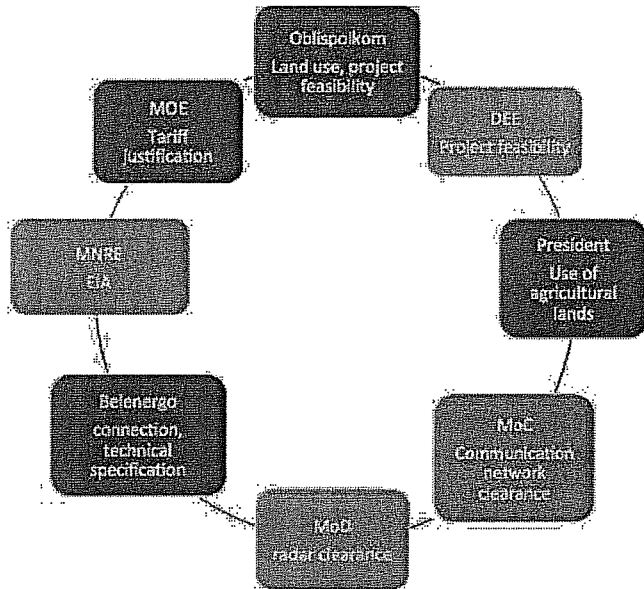 Oblispolkom
Land use, project
feasibility
DEE
Project feasibility
President
Use of
agricultural
lands
MoC
Communication
network
clearance
MoD
radar clearance
Belenergo
connection,
technical
specification
MNRE
EIA
MOE
Tariff
justification